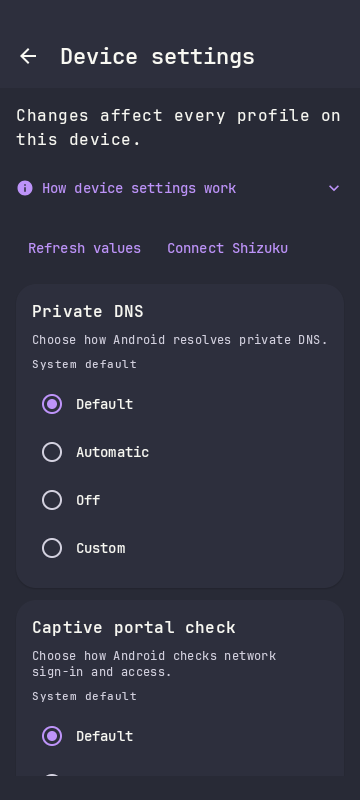 Device settings
Changes affect every profile on
this device.
How device settings work
Refresh values
Connect Shizuku
Private DNS
Choose how Android resolves private DNS.
System default
Default
Automatic
Off
Custom
Captive portal check
Choose how Android checks network
sign-in and access.
System default
Default